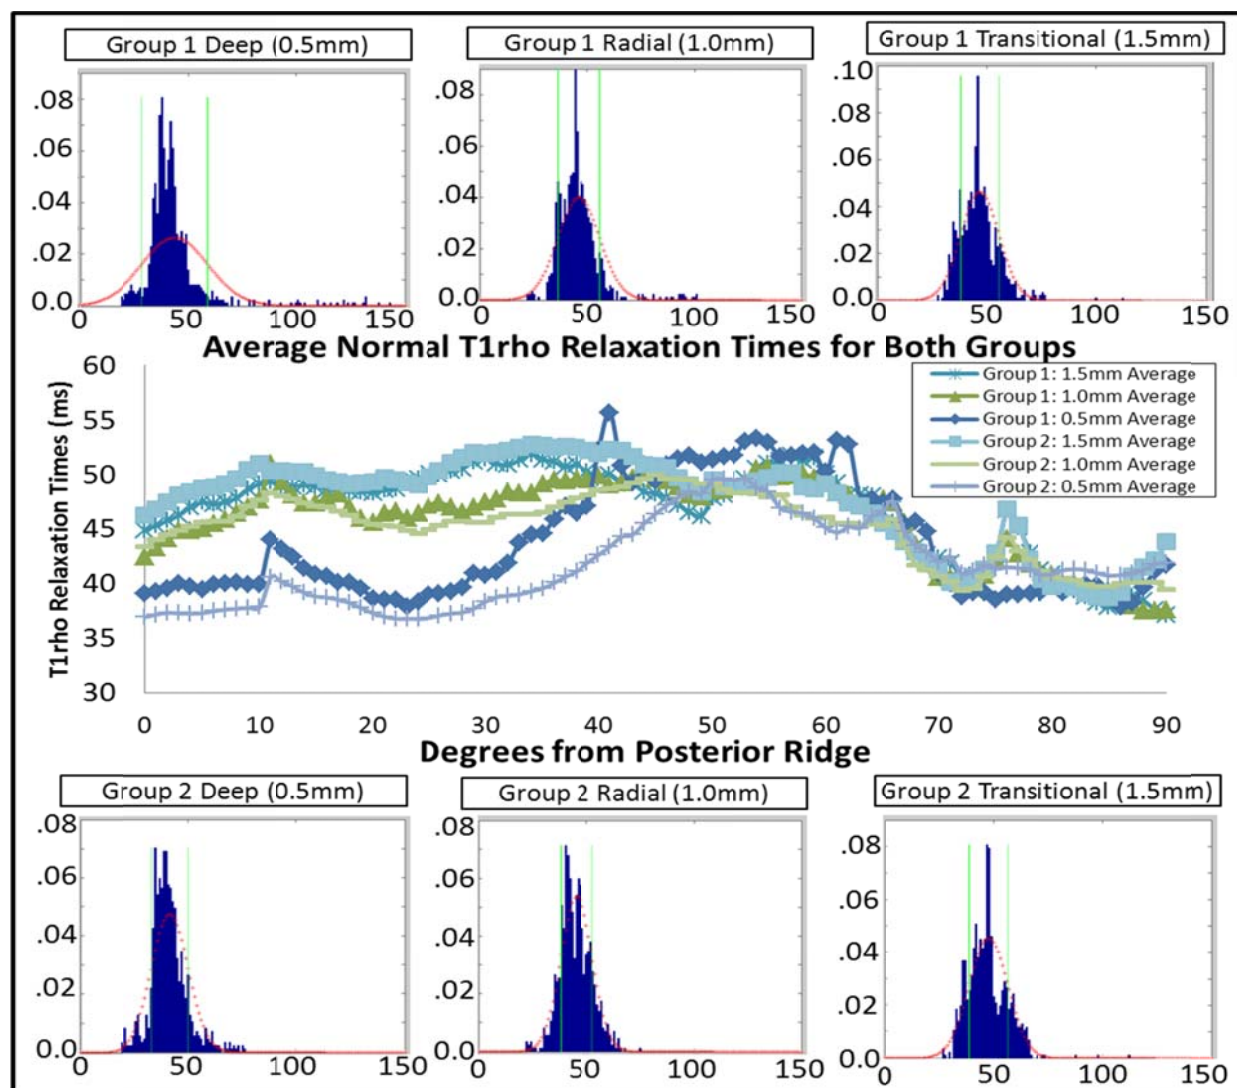 Group 1 Deep (0.5mm)
Group 1 Radial (1.0mm)
Group 1 Transitional (1.5mm)
.08
.06
.04
.02
0.0
0 50 100 150
.08
.06
.04
.02
0.0
0 50 100 150
.10
.08
.06
.04
.02
0.0
0 50 100 150
Average Normal T1rho Relaxation Times for Both Groups
T1rho Relaxation Times (ms)
60
55
50
45
40
35
30
Group 1: 1.5mm Average
Group 1: 1.0mm Average
Group 1: 0.5mm Average
Group 2: 1.5mm Average
Group 2: 1.0mm Average
Group 2: 0.5mm Average
0 10 20 30 40 50 60 70 80 90
Degrees from Posterior Ridge
Group 2 Deep (0.5mm)
Group 2 Radial (1.0mm)
Group 2 Transitional (1.5mm)
.08
.06
.04
.02
0.0
0 50 100 150
.08
.06
.04
.02
0.0
0 50 100 150
.08
.06
.04
.02
0.0
0 50 100 150